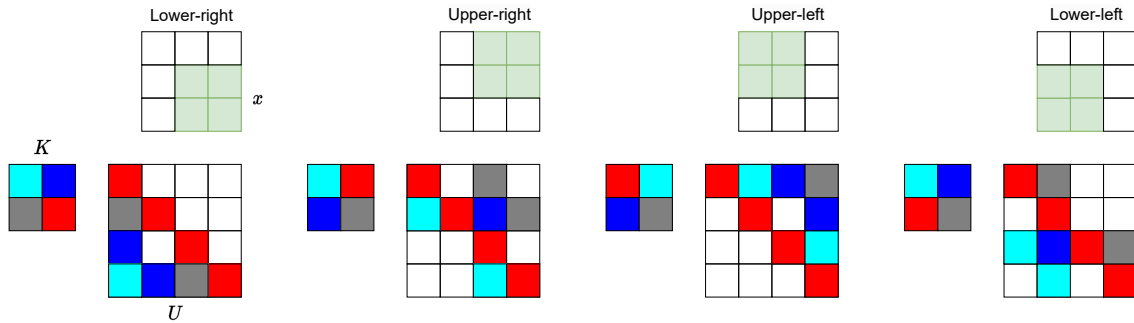 Lower-right
Upper-right
Upper-left
Lower-left
x
K
U